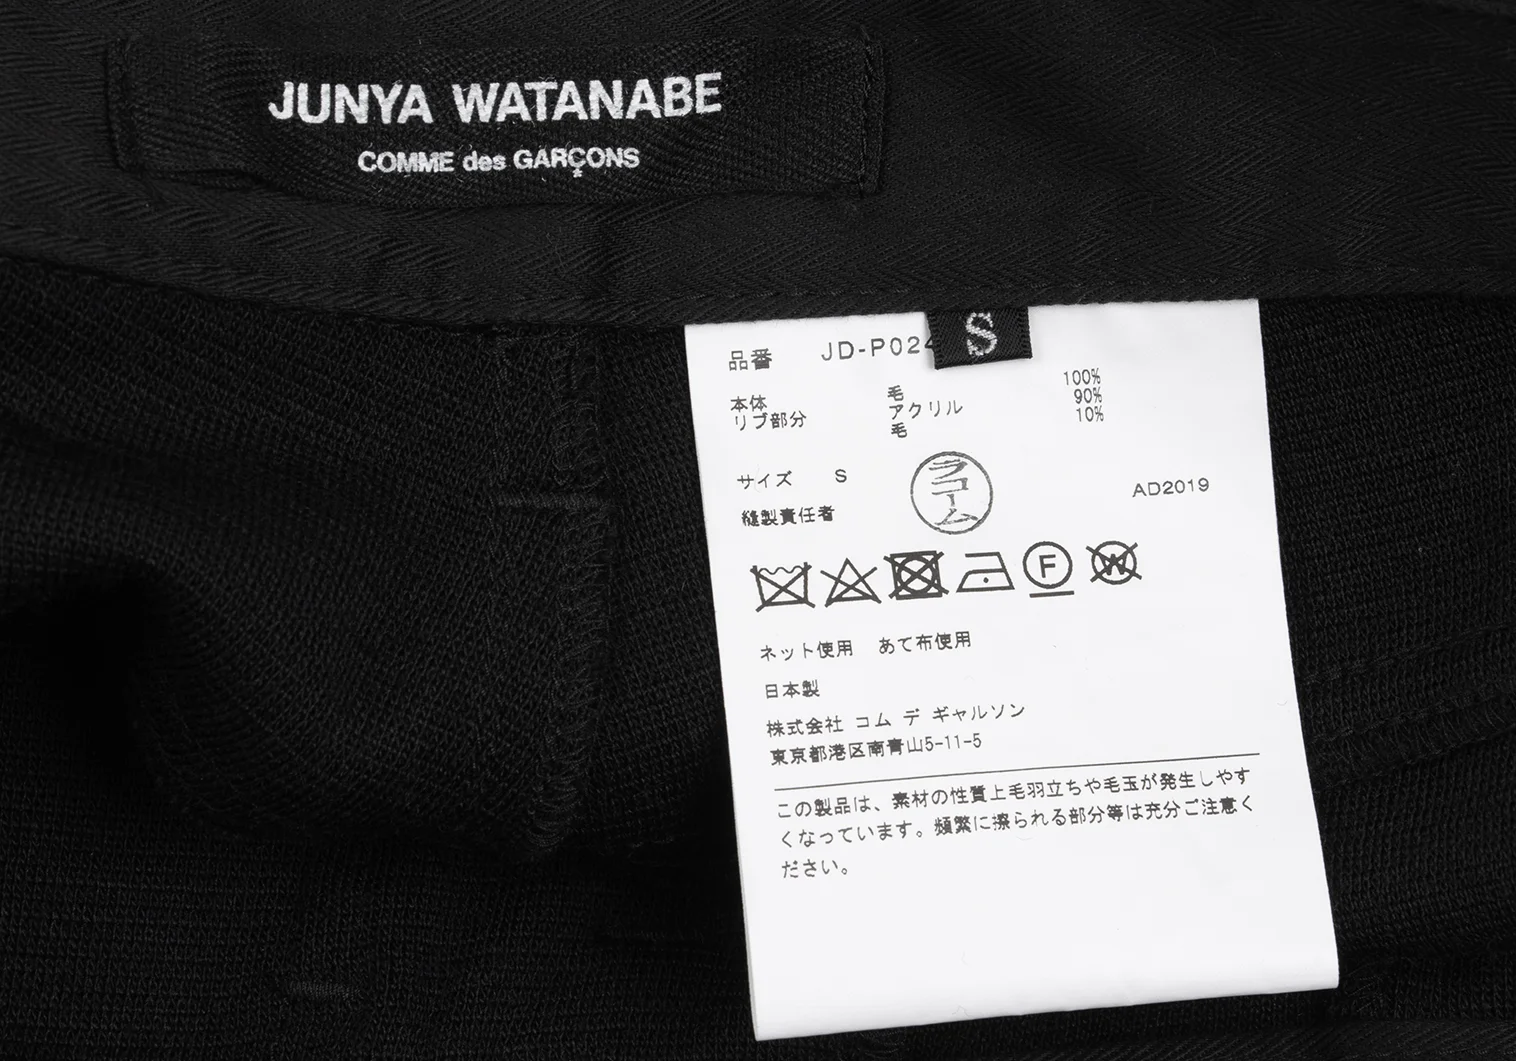 JUNYA WATANABE
COMME des GARÇONS
S
品番 JD-P024
本体 毛 100%
リブ部分 アクリル 90%
毛 10%
サイズ S
AD2019
縫製責任者
ラコーム
F
W
ネット使用 あて布使用
日本製
株式会社 コム デ ギャルソン
東京都港区南青山5-11-5
この製品は、素材の性質上毛羽立ちや毛玉が発生しやす
くなっています。頻繁に擦られる部分等は充分ご注意く
ださい。